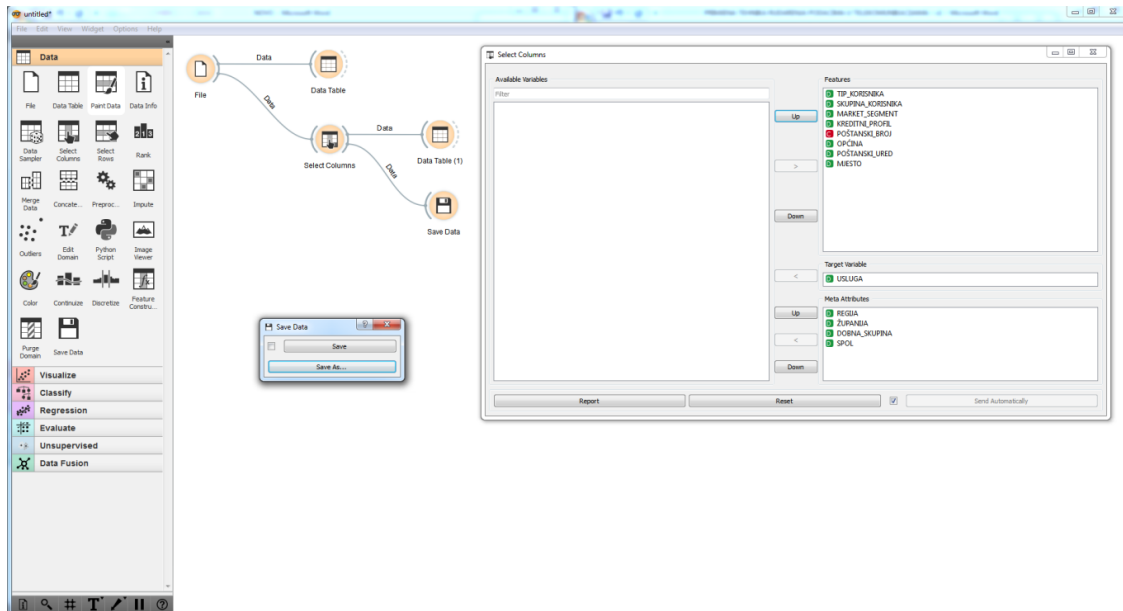 untitled*
File Edit View Widget Options Help
Data
File
Data Table
Paint Data
Data Info
Data Sampler
Select Columns
Select Rows
Rank
Merge Data
Concate...
Preproc...
Impute
Outliers
Edit Domain
Python Script
Image Viewer
Color
Continuize
Discretize
Feature Constru...
Purge Domain
Save Data
Visualize
Classify
Regression
Evaluate
Unsupervised
Data Fusion
File
Data
Data Table
Data
Select Columns
Data
Data Table (1)
Data
Save Data
Save Data
Save
Save As...
Select Columns
Available Variables
Filter
Features
TIP_KORISNIKA
SKUPINA_KORISNIKA
MARKET_SEGMENT
KREDITNI_PROFIL
POŠTANSKI_BROJ
OPĆINA
POŠTANSKI_URED
MJESTO
Up
>
Down
Target Variable
<
USLUGA
Meta Attributes
Up
<
Down
REGIJA
ŽUPANIJA
DOBNA_SKUPINA
SPOL
Report
Reset
Send Automatically